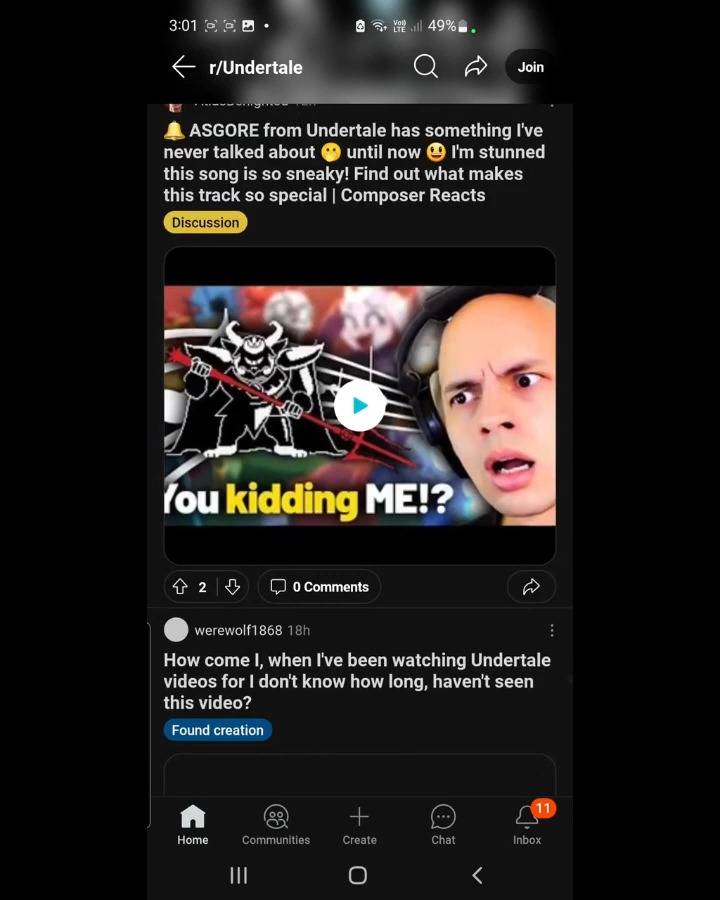 3:01 49%
r/Undertale Join
🔔 ASGORE from Undertale has something I've
never talked about 🤭 until now 😃 I'm stunned
this song is so sneaky! Find out what makes
this track so special | Composer Reacts
Discussion
You kidding ME!?
2 0 Comments
werewolf1868 18h
How come I, when I've been watching Undertale
videos for I don't know how long, haven't seen
this video?
Found creation
11
Home Communities Create Chat Inbox